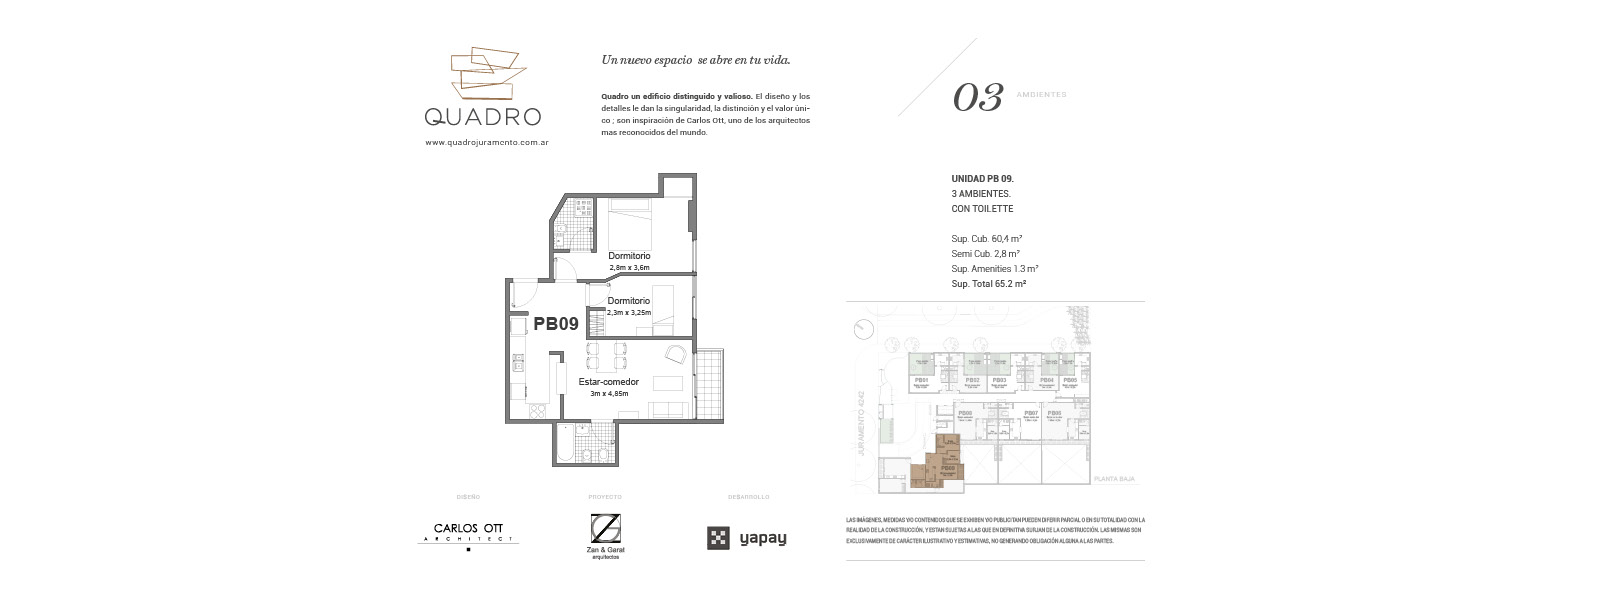 QUADRO
www.quadrojuramento.com.ar
Un nuevo espacio se abre en tu vida.
Quadro un edificio distinguido y valioso. El diseño y los
detalles le dan la singularidad, la distinción y el valor úni-
co ; son inspiración de Carlos Ott, uno de los arquitectos
mas reconocidos del mundo.
03 AMBIENTES
UNIDAD PB 09.
3 AMBIENTES.
CON TOILETTE
Sup. Cub. 60,4 m²
Semi Cub. 2,8 m²
Sup. Amenities 1.3 m²
Sup. Total 65.2 m²
Dormitorio
2,8m x 3,6m
Dormitorio
2,3m x 3,25m
PB09
Estar-comedor
3m x 4,85m
JURAMENTO 4242
PB01
PB02
PB03
PB04
PB05
PB06
PB07
PB08
PB09
PLANTA BAJA
LAS IMÁGENES, MEDIDAS Y/O CONTENIDOS QUE SE EXHIBEN Y/O PUBLICITAN PUEDEN DIFERIR PARCIAL O EN SU TOTALIDAD CON LA
REALIDAD DE LA CONSTRUCCIÓN, Y ESTAN SUJETAS A LAS QUE EN DEFINITIVA SURJAN DE LA CONSTRUCCIÓN. LAS MISMAS SON
EXCLUSIVAMENTE DE CARÁCTER ILUSTRATIVO Y ESTIMATIVAS, NO GENERANDO OBLIGACIÓN ALGUNA A LAS PARTES.
DISEÑO
CARLOS OTT
ARCHITECT
PROYECTO
Zan & Garat
arquitectos
DESARROLLO
yapay